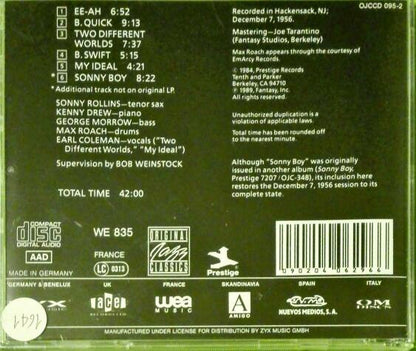 OJCCD 095-2
1 EE-AH 6:52
2 B. QUICK 9:13
3 TWO DIFFERENT
WORLDS 7:37
4 B. SWIFT 5:15
5 MY IDEAL 4:21
* 6 SONNY BOY 8:22
* Additional track not on original LP.
SONNY ROLLINS–tenor sax
KENNY DREW–piano
GEORGE MORROW–bass
MAX ROACH–drums
EARL COLEMAN–vocals ("Two
Different Worlds," "My Ideal")
Supervision by BOB WEINSTOCK
TOTAL TIME 42:00
Recorded in Hackensack, NJ;
December 7, 1956.
Mastering–Joe Tarantino
(Fantasy Studios, Berkeley)
Max Roach appears through the courtesy of
EmArcy Records.
© 1984, Prestige Records
Tenth and Parker
Berkeley, CA 94710
℗ 1989, Fantasy, Inc.
All rights reserved.
Unauthorized duplication is a
violation of applicable laws.
Total time has been rounded off
to the nearest minute.
Although "Sonny Boy" was originally
issued in another album (Sonny Boy,
Prestige 7207 / OJC-348), its inclusion here
restores the December 7, 1956 session to its
complete state.
COMPACT
disc
DIGITAL AUDIO
AAD
MADE IN GERMANY
WE 835
FRANCE
LC 0313
ORIGINAL
Jazz
CLASSICS
Prestige
090204062966
GERMANY & BENELUX
UK
FRANCE
SKANDINAVIA
SPAIN
ITALY
ZYX
MUSIC
ace
RECORDS
wea
MUSIC
A
AMIGO
NUEVOS MEDIOS, S.A.
OM
DISCS
1641
MANUFACTURED UNDER LICENSE FOR DISTRIBUTION BY ZYX MUSIC GMBH